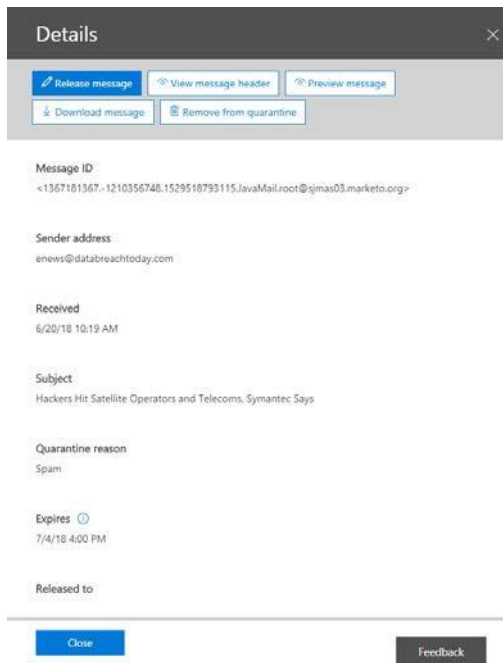 Details
Release message
View message header
Preview message
Download message
Remove from quarantine
Message ID
<1367181367.-1210356748.1529518793115.JavaMail.root@sjmas03.marketo.org>
Sender address
enews@databreachtoday.com
Received
6/20/18 10:19 AM
Subject
Hackers Hit Satellite Operators and Telecoms, Symantec Says
Quarantine reason
Spam
Expires
7/4/18 4:00 PM
Released to
Close
Feedback